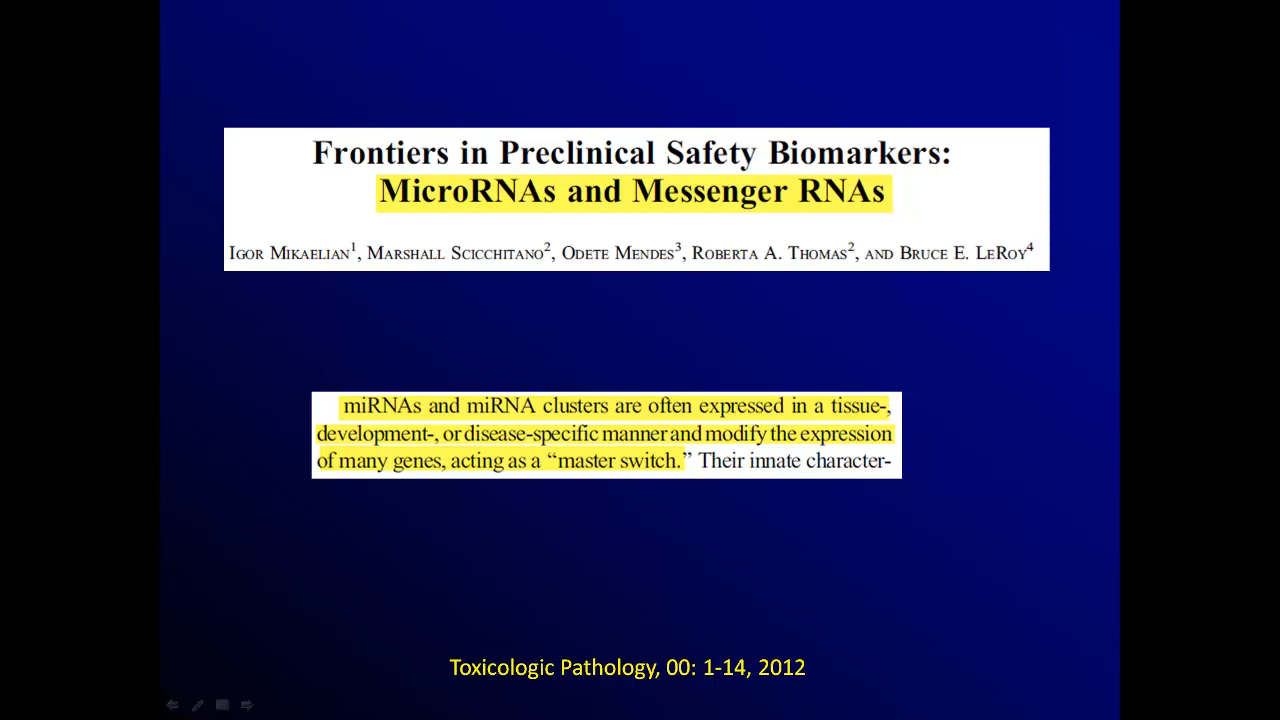 Frontiers in Preclinical Safety Biomarkers:
MicroRNAs and Messenger RNAs
Igor Mikaelian1, Marshall Scicchitano2, Odete Mendes3, Roberta A. Thomas2, and Bruce E. LeRoy4
miRNAs and miRNA clusters are often expressed in a tissue-,
development-, or disease-specific manner and modify the expression
of many genes, acting as a “master switch.” Their innate character-
Toxicologic Pathology, 00: 1-14, 2012